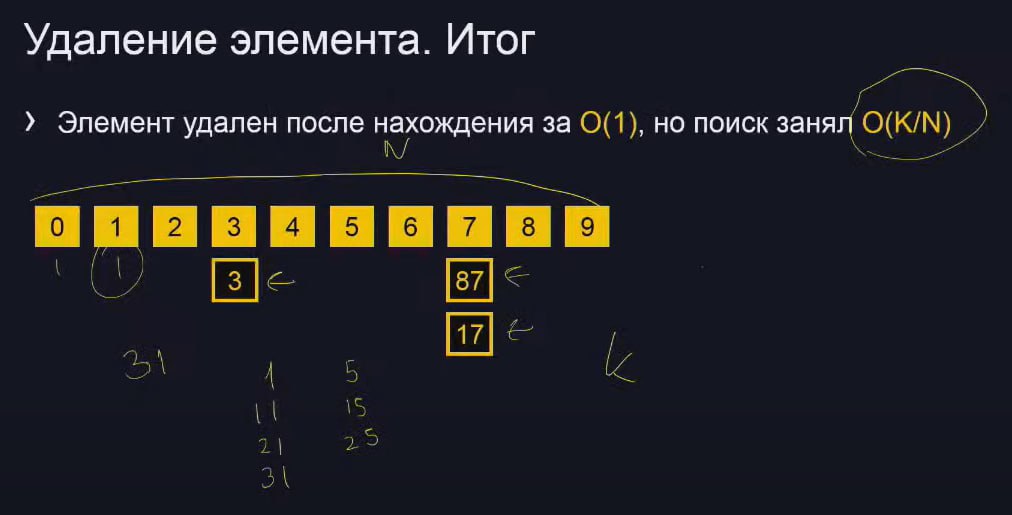 Удаление элемента. Итог
› Элемент удален после нахождения за O(1), но поиск занял O(K/N)
N
0 1 2 3 4 5 6 7 8 9
1 1 3 87
17
31 1 5 k
11 15
21 25
31